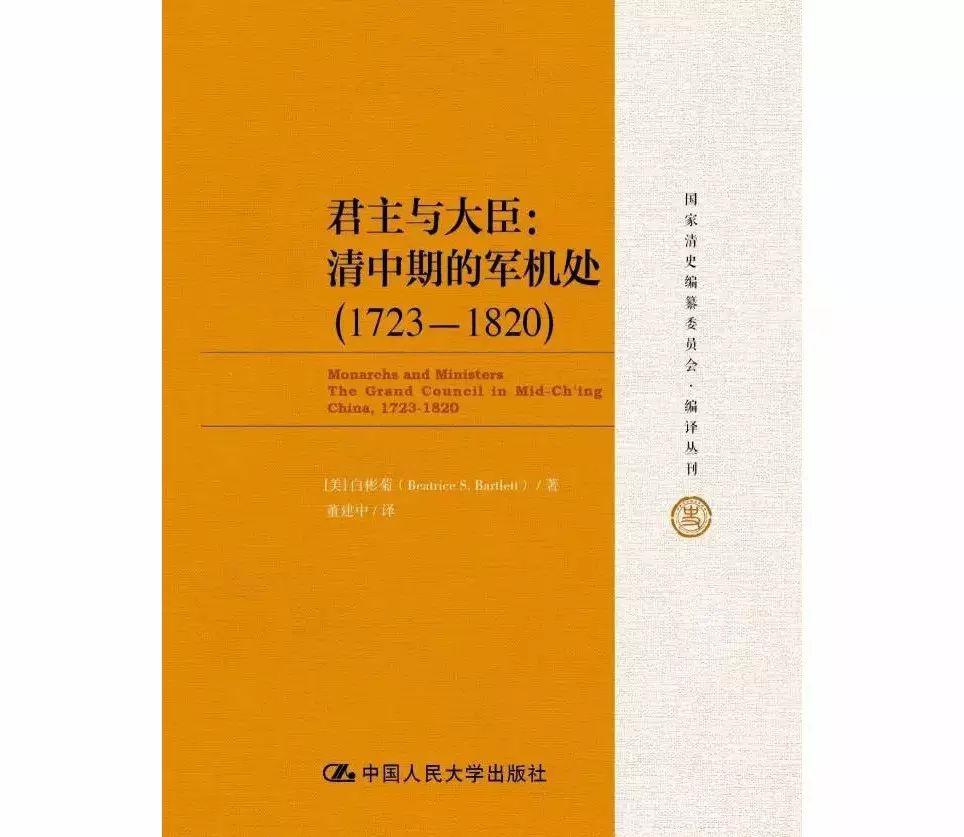 君主与大臣：
清中期的军机处
(1723—1820)
Monarchs and Ministers
The Grand Council in Mid-Ch'ing
China, 1723-1820
[美]白彬菊（Beatrice S. Bartlett）/著
董建中/译
中国人民大学出版社
国家清史编纂委员会·编译丛刊
史